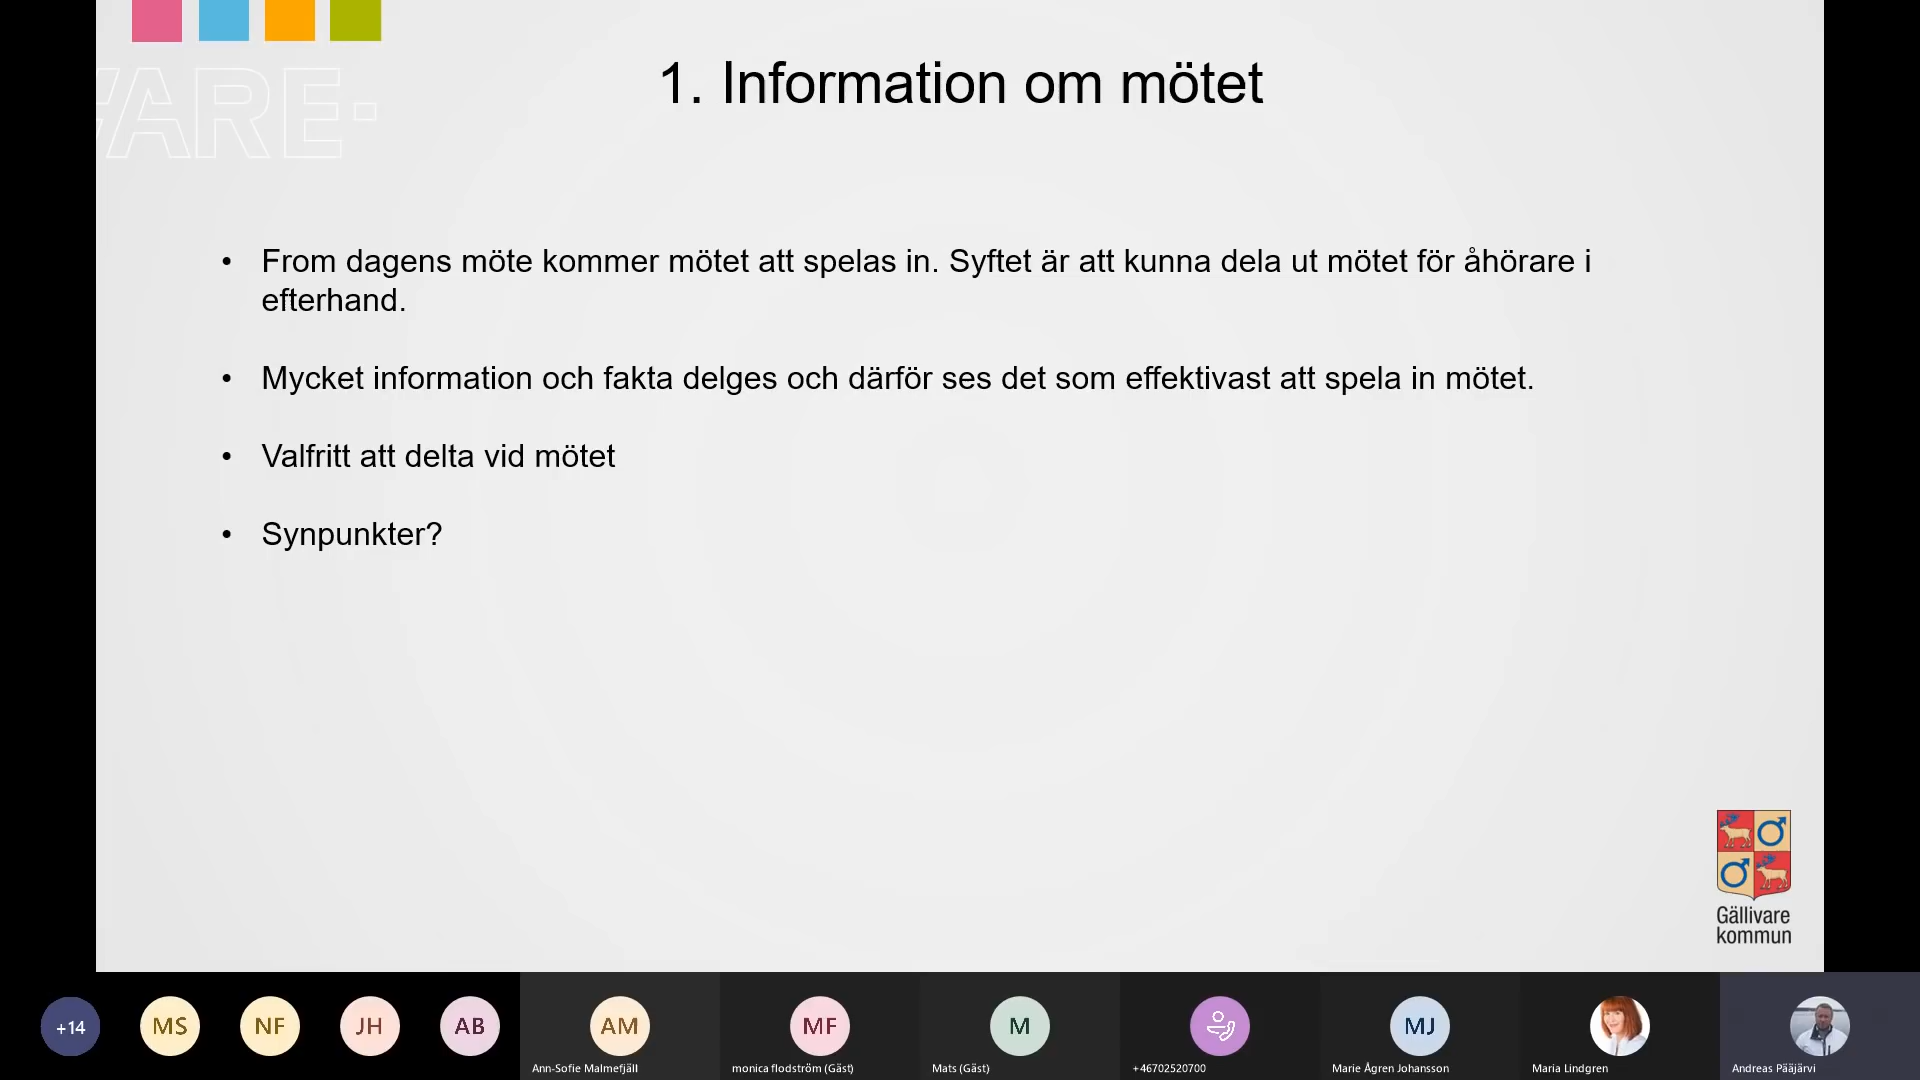 VARE
1. Information om mötet
• From dagens möte kommer mötet att spelas in. Syftet är att kunna dela ut mötet för åhörare i
efterhand.
• Mycket information och fakta delges och därför ses det som effektivast att spela in mötet.
• Valfritt att delta vid mötet
• Synpunkter?
Gällivare
kommun
+14
MS
NF
JH
AB
AM
MF
M
MJ
Ann-Sofie Malmefjäll
monica flodström (Gäst)
Mats (Gäst)
+46702520700
Marie Ågren Johansson
Maria Lindgren
Andreas Pääjärvi